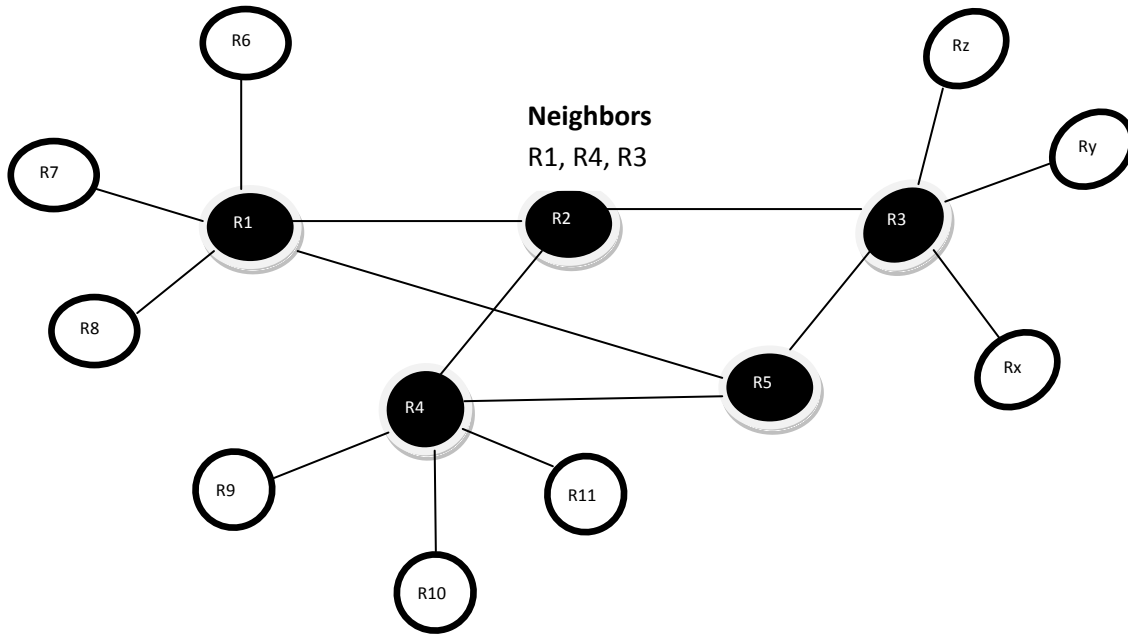 R6
Rz
Neighbors
R1, R4, R3
Ry
R7
R1
R2
R3
R8
Rx
R5
R4
R9
R11
R10